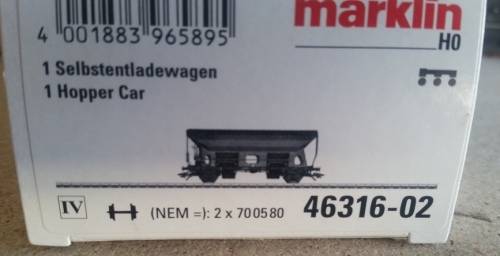 märklin
H0
4 001883 965895
1 Selbstentladewagen
1 Hopper Car
IV (NEM =): 2 x 700580 46316-02